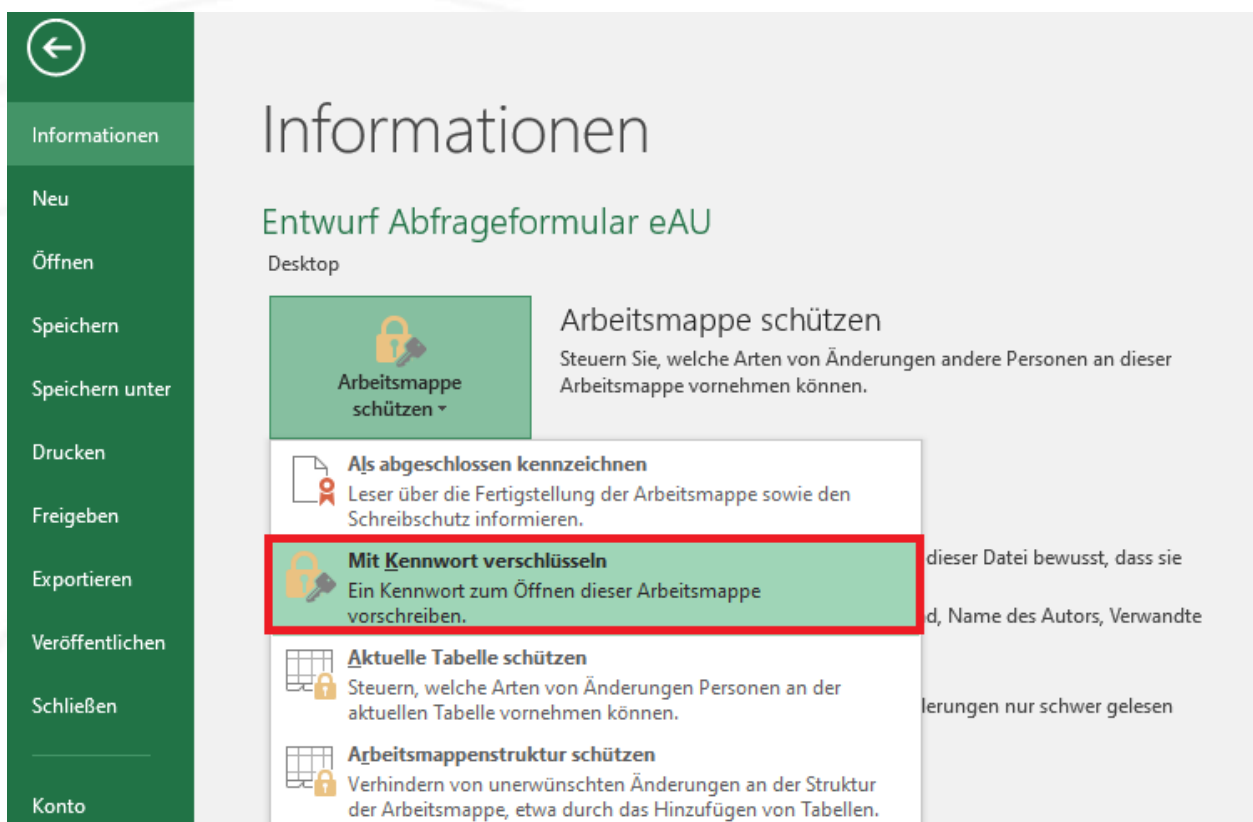 Informationen
Neu
Öffnen
Speichern
Speichern unter
Drucken
Freigeben
Exportieren
Veröffentlichen
Schließen
Konto
Informationen
Entwurf Abfrageformular eAU
Desktop
Arbeitsmappe
schützen
Arbeitsmappe schützen
Steuern Sie, welche Arten von Änderungen andere Personen an dieser
Arbeitsmappe vornehmen können.
Als abgeschlossen kennzeichnen
Leser über die Fertigstellung der Arbeitsmappe sowie den
Schreibschutz informieren.
Mit Kennwort verschlüsseln
Ein Kennwort zum Öffnen dieser Arbeitsmappe
vorschreiben.
Aktuelle Tabelle schützen
Steuern, welche Arten von Änderungen Personen an der
aktuellen Tabelle vornehmen können.
Arbeitsmappenstruktur schützen
Verhindern von unerwünschten Änderungen an der Struktur
der Arbeitsmappe, etwa durch das Hinzufügen von Tabellen.
dieser Datei bewusst, dass sie
d, Name des Autors, Verwandte
lerungen nur schwer gelesen